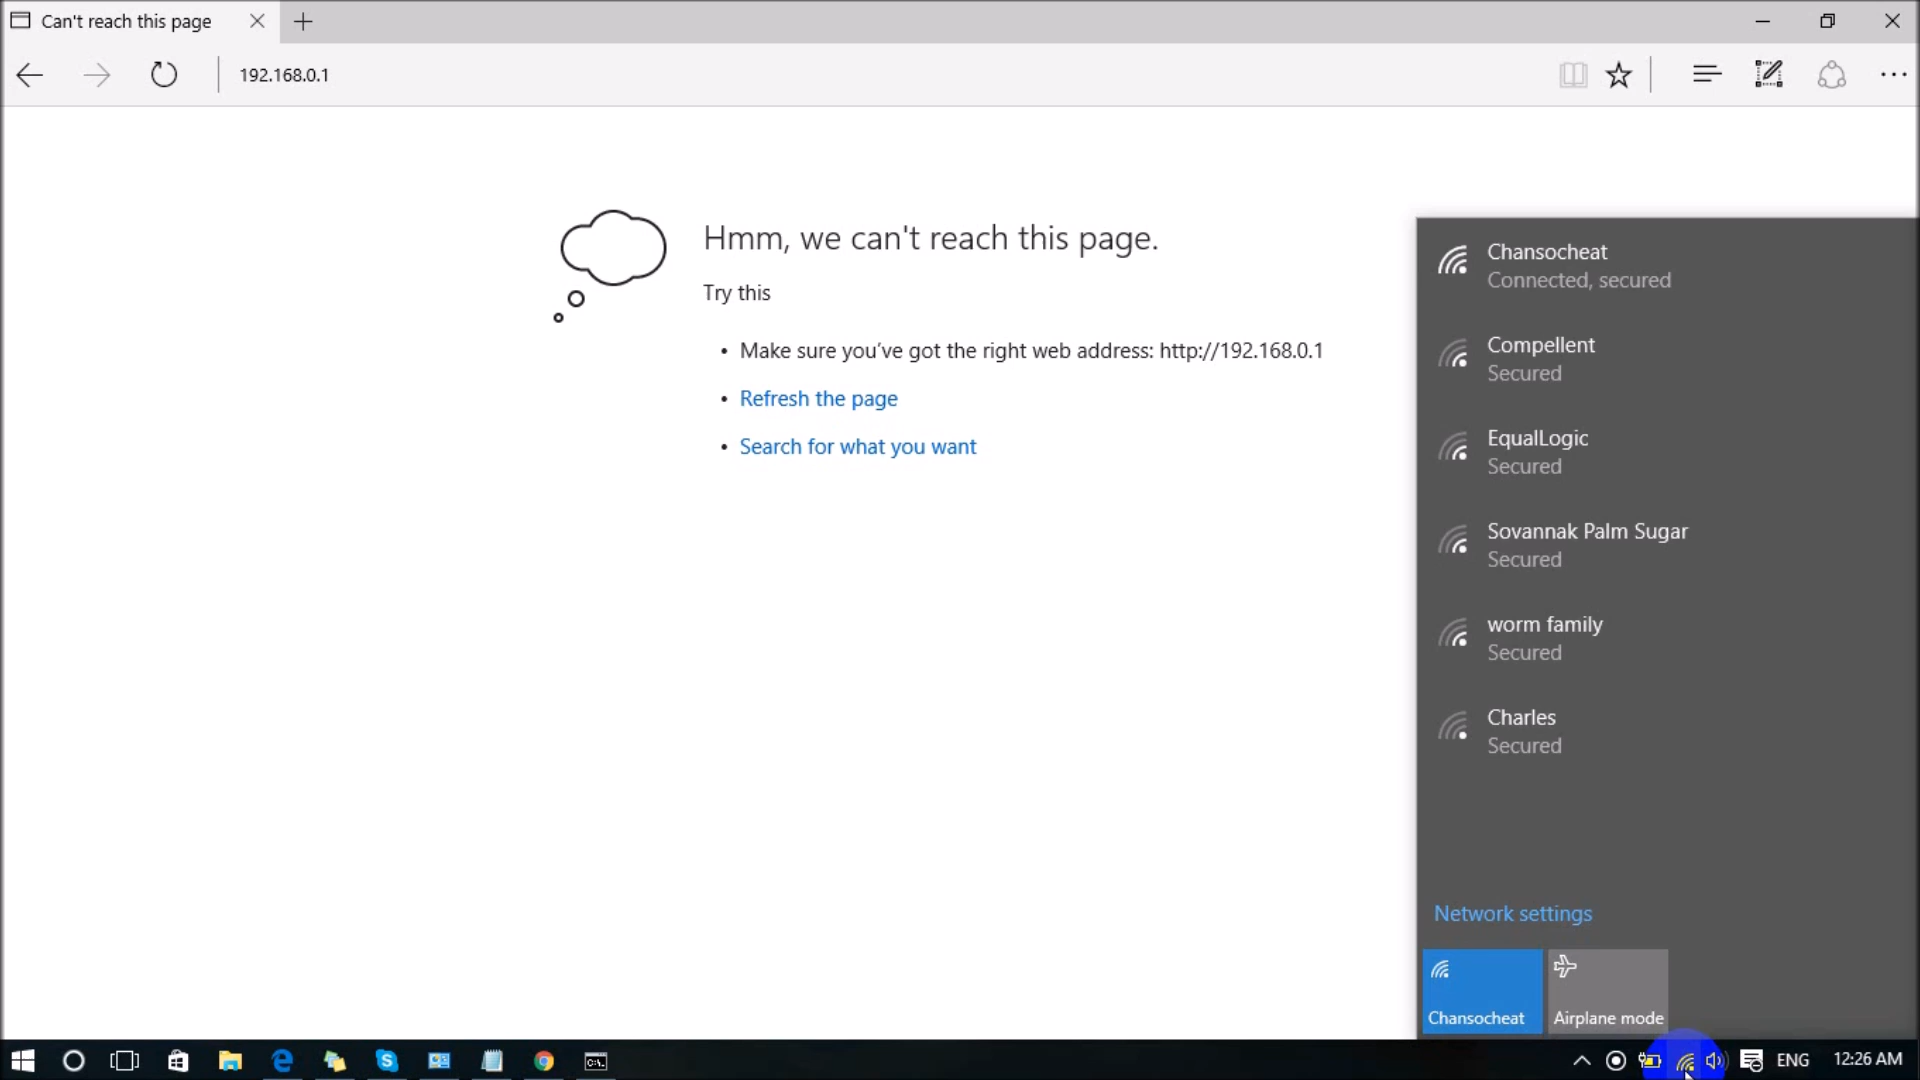 Can't reach this page
192.168.0.1
Hmm, we can't reach this page.
Try this
• Make sure you've got the right web address: http://192.168.0.1
• Refresh the page
• Search for what you want
Chansocheat
Connected, secured
Compellent
Secured
EqualLogic
Secured
Sovannak Palm Sugar
Secured
worm family
Secured
Charles
Secured
Network settings
Chansocheat
Airplane mode
ENG
12:26 AM